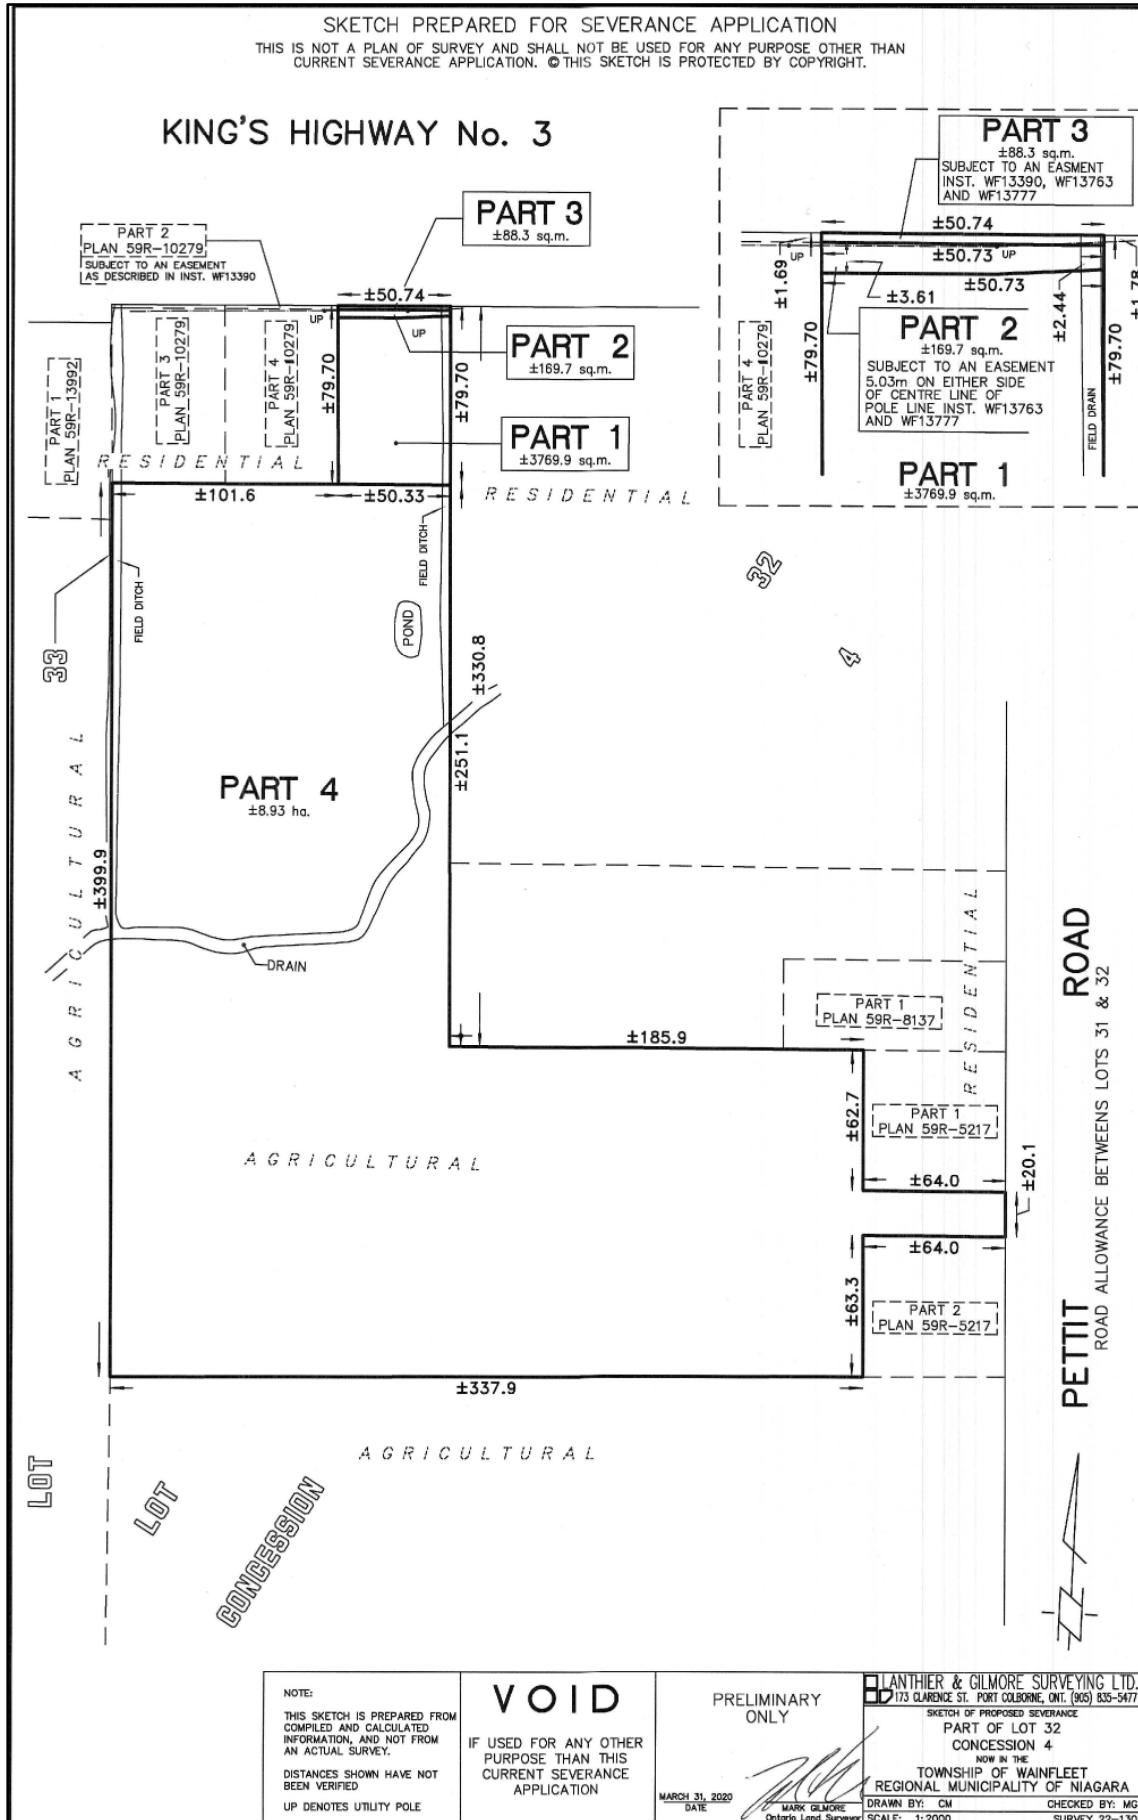 SKETCH PREPARED FOR SEVERANCE APPLICATION
THIS IS NOT A PLAN OF SURVEY AND SHALL NOT BE USED FOR ANY PURPOSE OTHER THAN
CURRENT SEVERANCE APPLICATION. © THIS SKETCH IS PROTECTED BY COPYRIGHT.
KING'S HIGHWAY No. 3
PART 3
±88.3 sq.m.
SUBJECT TO AN EASMENT
INST. WF13390, WF13763
AND WF13777
±50.74
±50.73
UP
UP
±50.73
±1.69
±3.61
±2.44
±1.78
±79.70
±79.70
PART 4
PLAN 59R-10279
PART 2
±169.7 sq.m.
SUBJECT TO AN EASEMENT
5.03m ON EITHER SIDE
OF CENTRE LINE OF
POLE LINE INST. WF13763
AND WF13777
FIELD DRAIN
PART 1
±3769.9 sq.m.
PART 2
PLAN 59R-10279
SUBJECT TO AN EASEMENT
AS DESCRIBED IN INST. WF13390
PART 3
±88.3 sq.m.
±50.74
UP
UP
PART 2
±169.7 sq.m.
PART 1
±3769.9 sq.m.
PART 1
PLAN 59R-13992
PART 3
PLAN 59R-10279
PART 4
PLAN 59R-10279
±79.70
±79.70
RESIDENTIAL
±101.6
±50.33
RESIDENTIAL
FIELD DITCH
FIELD DITCH
POND
33
32
4
±330.8
±251.1
PART 4
±8.93 ha.
AGRICULTURAL
±399.9
DRAIN
RESIDENTIAL
PART 1
PLAN 59R-8137
±185.9
±62.7
PART 1
PLAN 59R-5217
±64.0
±20.1
±64.0
±63.3
PART 2
PLAN 59R-5217
AGRICULTURAL
±337.9
AGRICULTURAL
PETTIT ROAD
ROAD ALLOWANCE BETWEENS LOTS 31 & 32
LOT
LOT
CONCESSION
NOTE:
THIS SKETCH IS PREPARED FROM
COMPILED AND CALCULATED
INFORMATION, AND NOT FROM
AN ACTUAL SURVEY.
DISTANCES SHOWN HAVE NOT
BEEN VERIFIED
UP DENOTES UTILITY POLE
VOID
IF USED FOR ANY OTHER
PURPOSE THAN THIS
CURRENT SEVERANCE
APPLICATION
PRELIMINARY
ONLY
MARCH 31, 2020
DATE
MARK GILMORE
Ontario Land Surveyor
LANTHIER & GILMORE SURVEYING LTD.
173 CLARENCE ST. PORT COLBORNE, ONT. (905) 835-5477
SKETCH OF PROPOSED SEVERANCE
PART OF LOT 32
CONCESSION 4
NOW IN THE
TOWNSHIP OF WAINFLEET
REGIONAL MUNICIPALITY OF NIAGARA
DRAWN BY: CM CHECKED BY: MG
SCALE: 1:2000 SURVEY 22-130